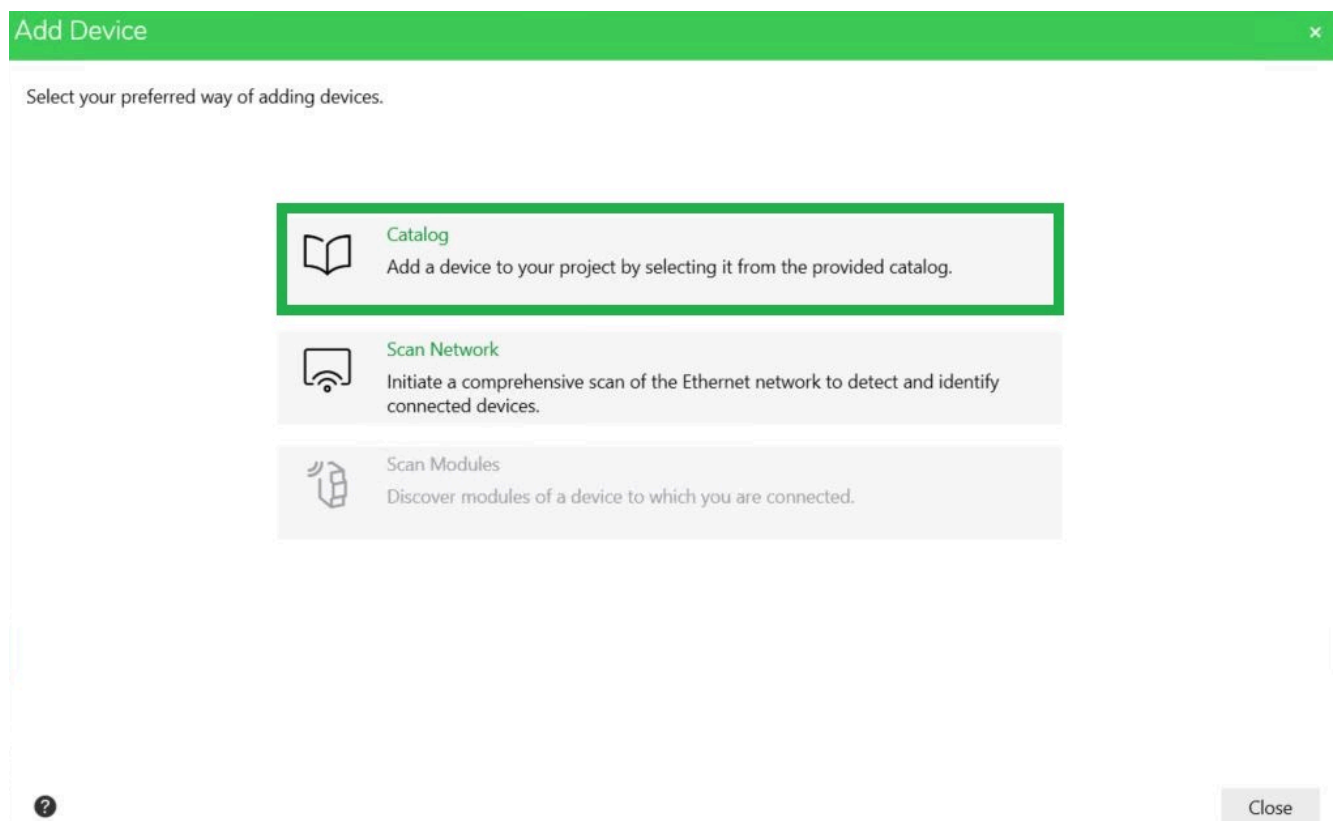 Add Device
Select your preferred way of adding devices.
Catalog
Add a device to your project by selecting it from the provided catalog.
Scan Network
Initiate a comprehensive scan of the Ethernet network to detect and identify
connected devices.
Scan Modules
Discover modules of a device to which you are connected.
?
Close